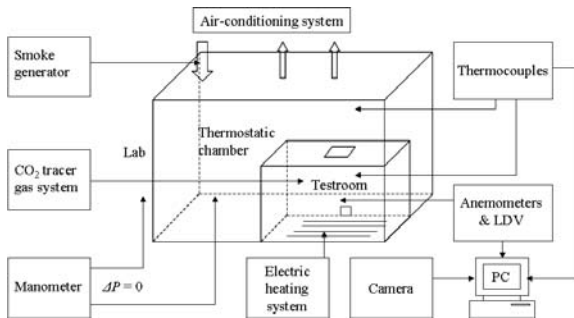 Air-conditioning system
Smoke
generator
Thermocouples
Thermostatic
chamber
Lab
CO₂ tracer
gas system
Testroom
Anemometers
& LDV
Manometer
ΔP = 0
Electric
heating
system
Camera
PC